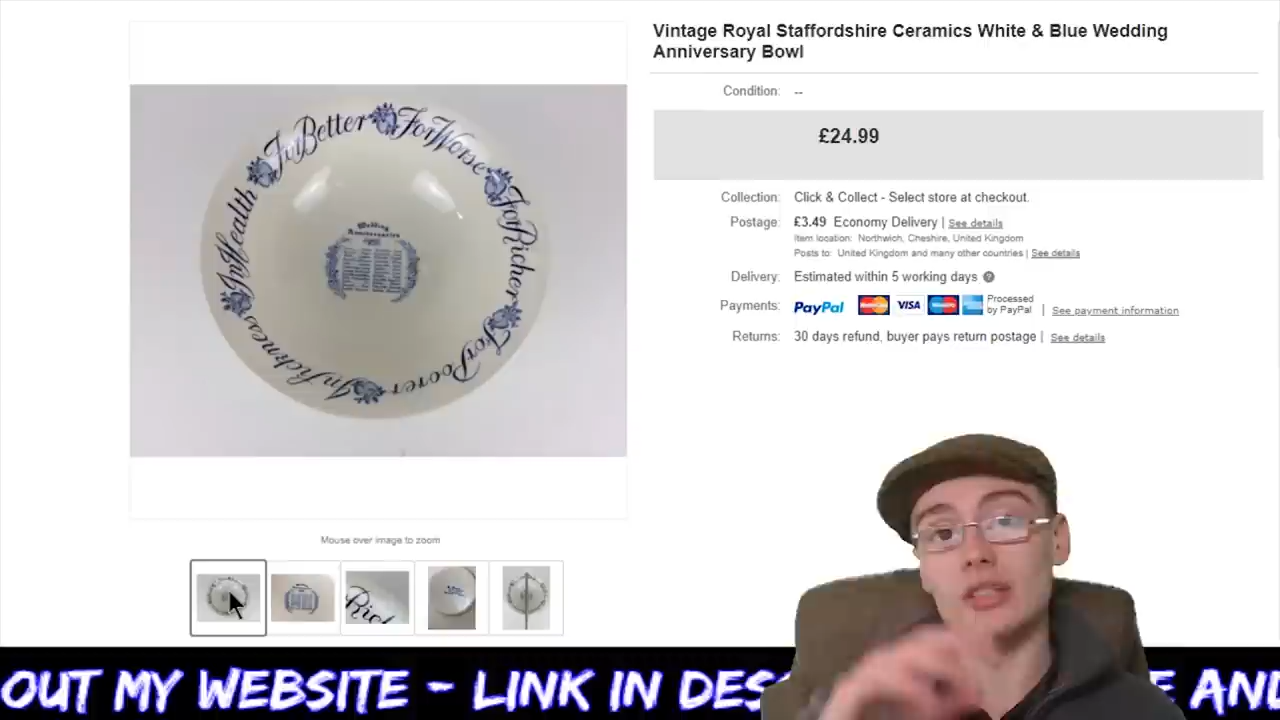 Vintage Royal Staffordshire Ceramics White & Blue Wedding
Anniversary Bowl
Condition: --
£24.99
Collection: Click & Collect - Select store at checkout.
Postage: £3.49 Economy Delivery | See details
Item location: Northwich, Cheshire, United Kingdom
Posts to: United Kingdom and many other countries | See details
Delivery: Estimated within 5 working days
Payments: PayPal MasterCard VISA Maestro Processed
by PayPal | See payment information
Returns: 30 days refund, buyer pays return postage | See details
For Better
For Worse
For Richer
For Poorer
In Sickness
In Health
Wedding
Anniversaries
Mouse over image to zoom
Rich
OUT MY WEBSITE - LINK IN DES E AND